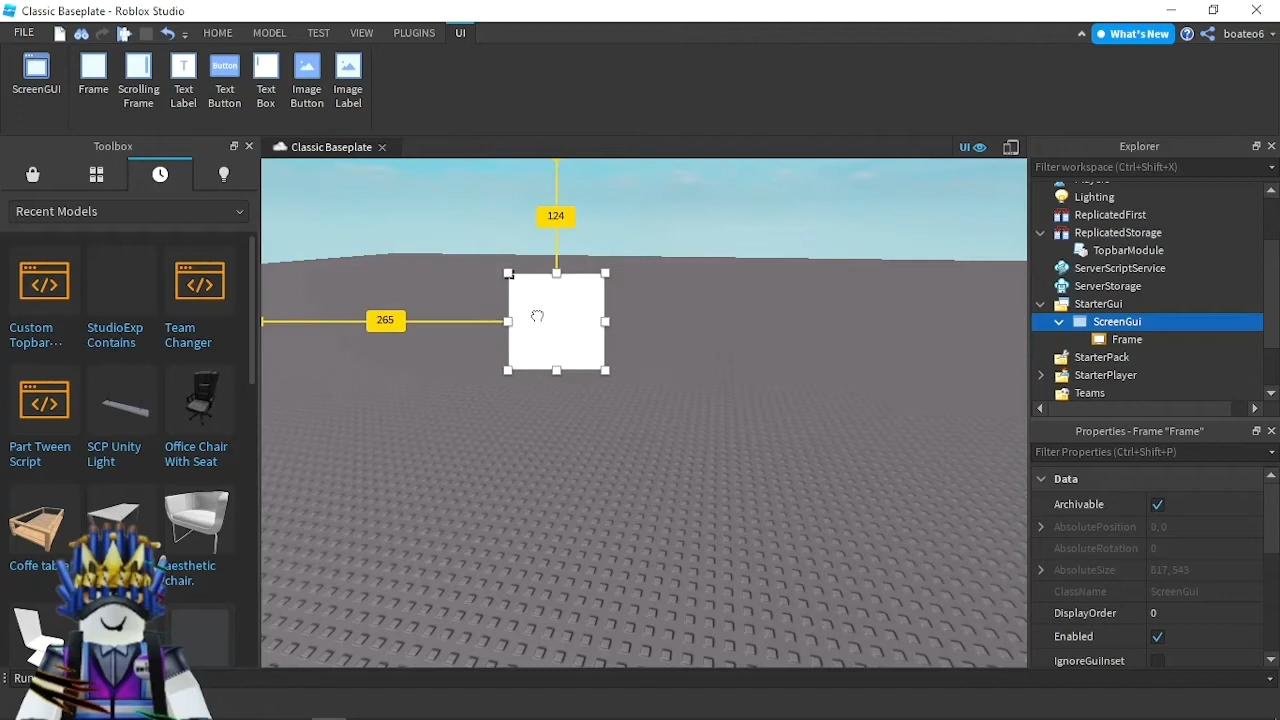 Classic Baseplate - Roblox Studio
FILE HOME MODEL TEST VIEW PLUGINS UI What's New boateo6
ScreenGUI
Frame
Scrolling Frame
Text Label
Button
Text Button
Text Box
Image Button
Image Label
Toolbox
Recent Models
Custom Topbar···
StudioExp Contains
Team Changer
Part Tween Script
SCP Unity Light
Office Chair With Seat
Coffe table
aesthetic chair.
Run
Classic Baseplate
UI
124
265
Explorer
Filter workspace (Ctrl+Shift+X)
Players
Lighting
ReplicatedFirst
ReplicatedStorage
TopbarModule
ServerScriptService
ServerStorage
StarterGui
ScreenGui
Frame
StarterPack
StarterPlayer
Teams
Properties - Frame "Frame"
Filter Properties (Ctrl+Shift+P)
Data
Archivable
AbsolutePosition 0,0
AbsoluteRotation 0
AbsoluteSize 817,543
ClassName ScreenGui
DisplayOrder 0
Enabled
IgnoreGuiInset